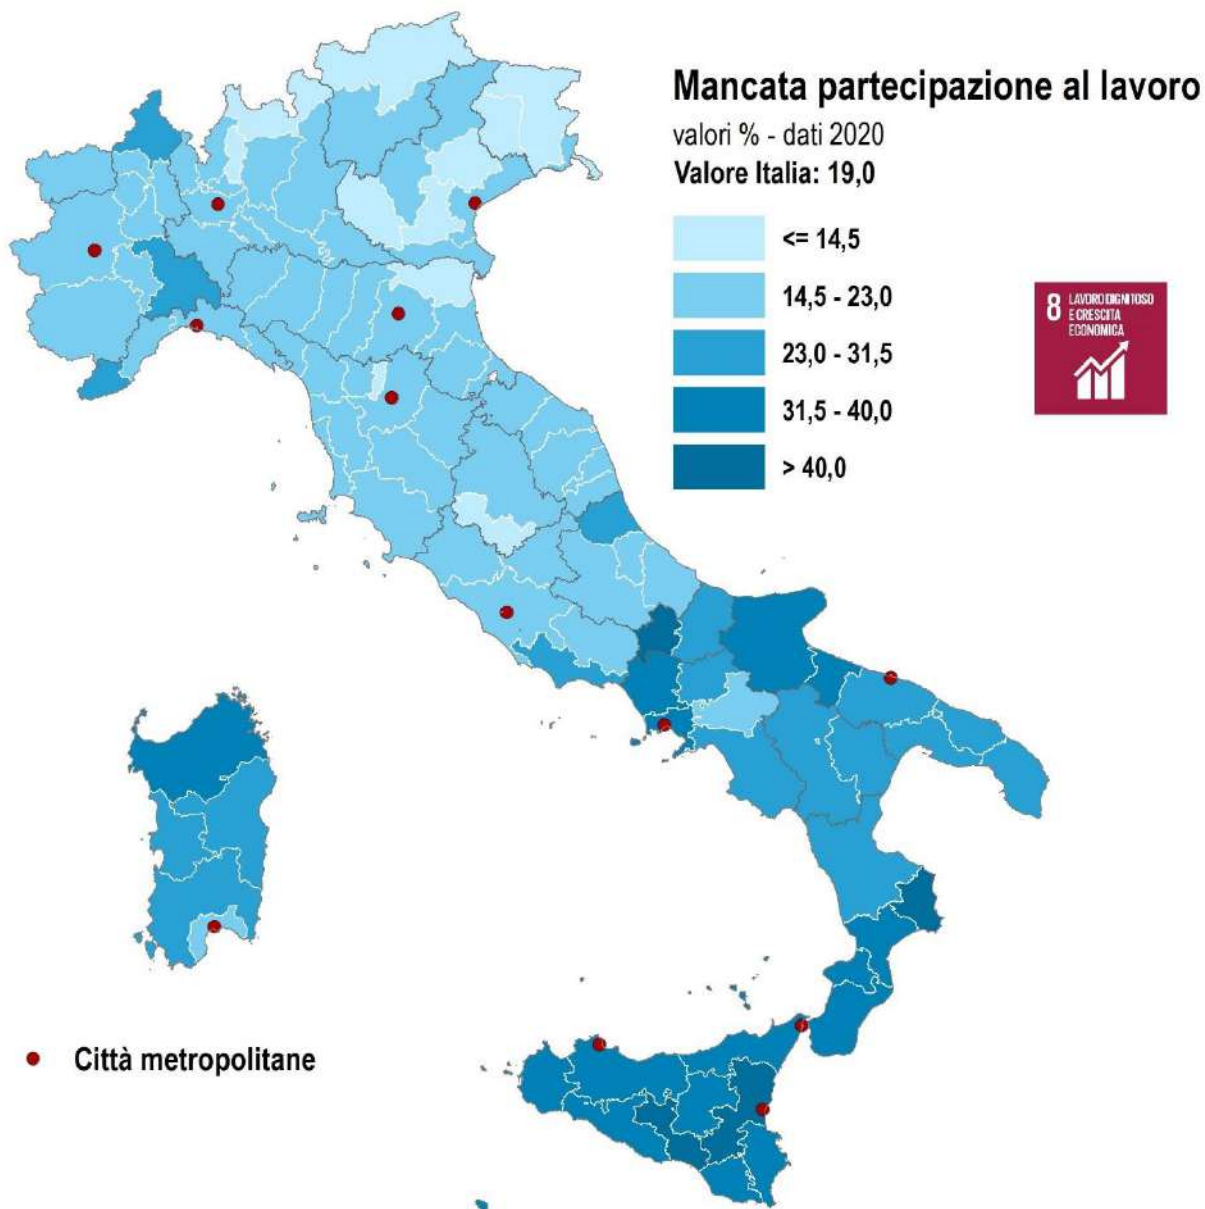 Mancata partecipazione al lavoro
valori % - dati 2020
Valore Italia: 19,0
<= 14,5
14,5 - 23,0
23,0 - 31,5
31,5 - 40,0
> 40,0
8 LAVORO DIGNITOSO
E CRESCITA
ECONOMICA
Città metropolitane